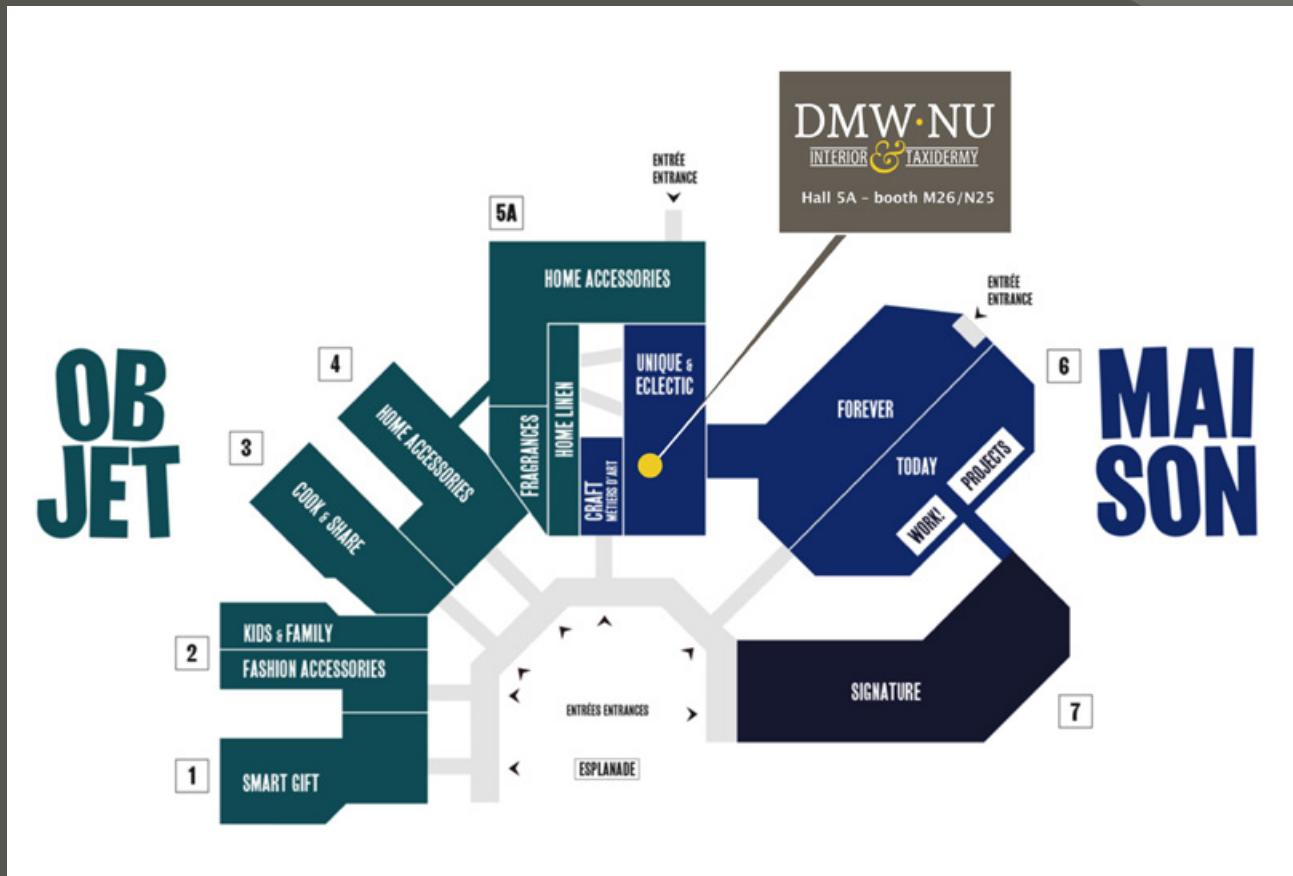 DMW·NU
INTERIOR & TAXIDERMY
Hall 5A – booth M26/N25
ENTRÉE
ENTRANCE
5A
HOME ACCESSORIES
ENTRÉE
ENTRANCE
UNIQUE &
ECLECTIC
HOME LINEN
FRAGRANCES
CRAFT
MÉTIERS D'ART
FOREVER
TODAY
PROJECTS
WORK!
6
MAI
SON
OB
JET
4
HOME ACCESSORIES
3
COOK & SHARE
2
KIDS & FAMILY
FASHION ACCESSORIES
1
SMART GIFT
ENTRÉES ENTRANCES
ESPLANADE
SIGNATURE
7